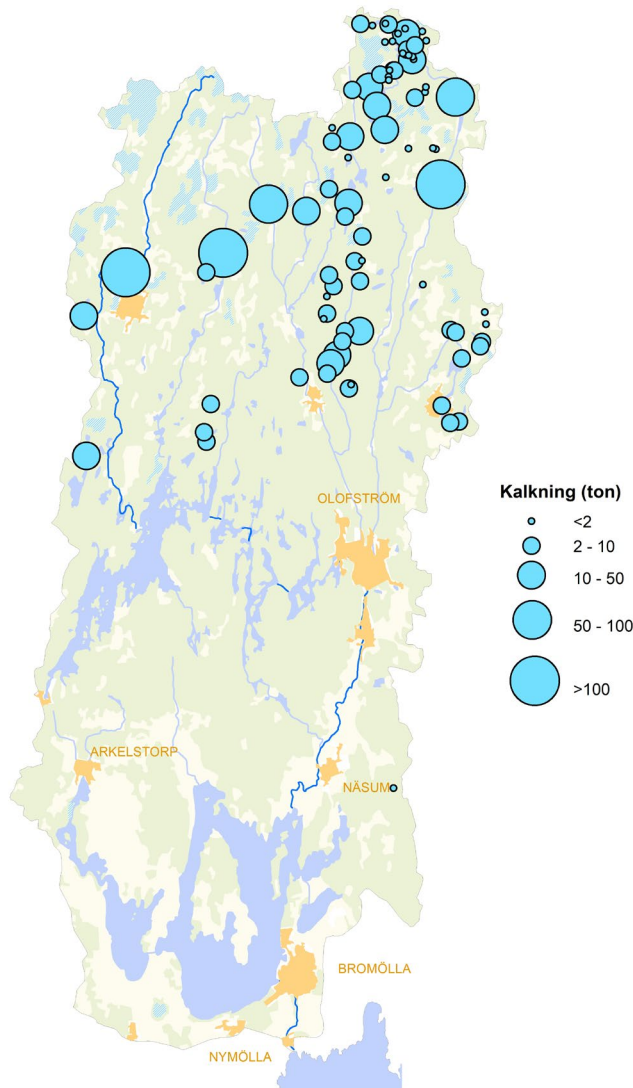 OLOFSTRÖM
Kalkning (ton)
<2
2 - 10
10 - 50
50 - 100
>100
ARKELSTORP
NÄSUM
BROMÖLLA
NYMÖLLA